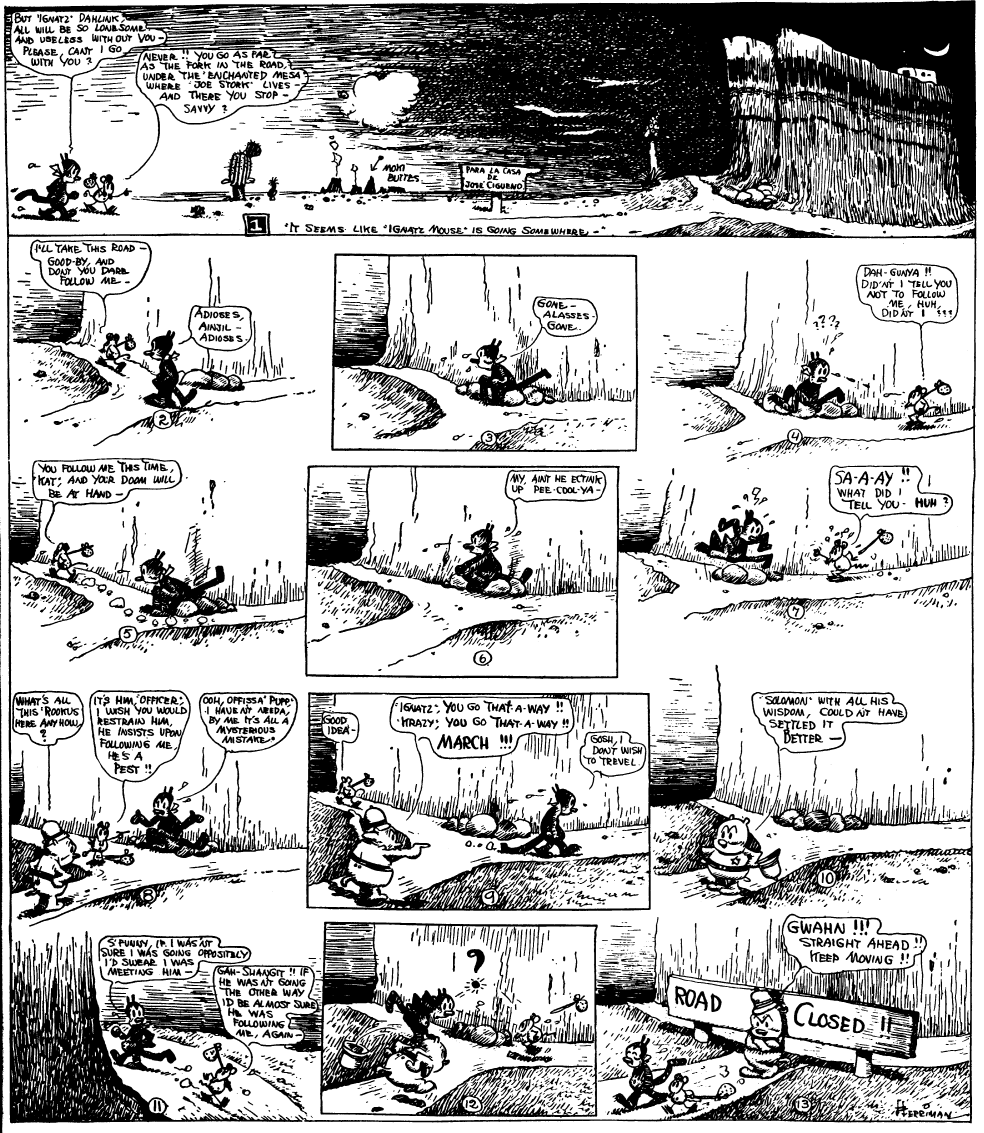 BUT "IGNATZ" DAHLINK,
ALL WILL BE SO LONESOME
AND USELESS WITHOUT YOU -
PLEASE, CANT I GO
WITH YOU ?
NEVER !! YOU GO AS FAR
AS THE FORK IN THE ROAD,
UNDER THE 'ENCHANTED MESA'
WHERE 'JOE STORK' LIVES -
AND THERE YOU STOP -
SAVVY ?
MOKI
BUTTES
PARA LA CASA
DE
JOSÉ CIGUENO
1
"IT SEEMS LIKE "IGNATZ MOUSE" IS GOING SOMEWHERE -"
I'LL TAKE THIS ROAD -
GOOD-BY, AND
DONT YOU DARE
FOLLOW ME -
ADIOSES,
AINJIL -
ADIOSES -
2
GONE -
ALASSES -
GONE -
3
DAH-GUNYA !!
DID'NT I TELL YOU
NOT TO FOLLOW
ME, HUH,
DID'NT I ???
????
4
YOU FOLLOW ME THIS TIME,
'KAT', AND YOUR DOOM WILL
BE AT HAND -
5
MY, AINT HE ECTINK
UP PEE-COOL-YA -
6
SA-A-AY !!
WHAT DID I
TELL YOU - HUH ?
7
WHAT'S ALL
THIS 'ROOKUS'
HERE ANYHOW,
?
IT'S HIM, 'OFFICER',
I WISH YOU WOULD
RESTRAIN HIM,
HE INSISTS UPON
FOLLOWING ME,
HE'S A
PEST !!
OOH, OFFISSA' PUPP,
I HAVE'NT NEEDA,
BY ME IT'S ALL A
MYSTERIOUS
MISTAKE -
8
GOOD
IDEA -
'IGNATZ', YOU GO THAT-A-WAY !!
'KRAZY', YOU GO THAT-A-WAY !!
MARCH !!!
GOSH, I
DON'T WISH
TO TREVEL
9
'SOLOMON' WITH ALL HIS
WISDOM, COULD'NT HAVE
SETTLED IT
BETTER -
10
S'FUNNY, IF I WAS'NT
SURE I WAS GOING OPPOSITELY
I'D SWEAR I WAS
MEETING HIM -
GAH-SHANGIT !! IF
HE WAS'NT GOING
THE OTHER WAY
I'D BE ALMOST SURE
HE WAS
FOLLOWING
ME, AGAIN -
11
?
12
GWAHN !!!
STRAIGHT AHEAD !!
KEEP MOVING !!
ROAD CLOSED !!
13
HERRIMAN